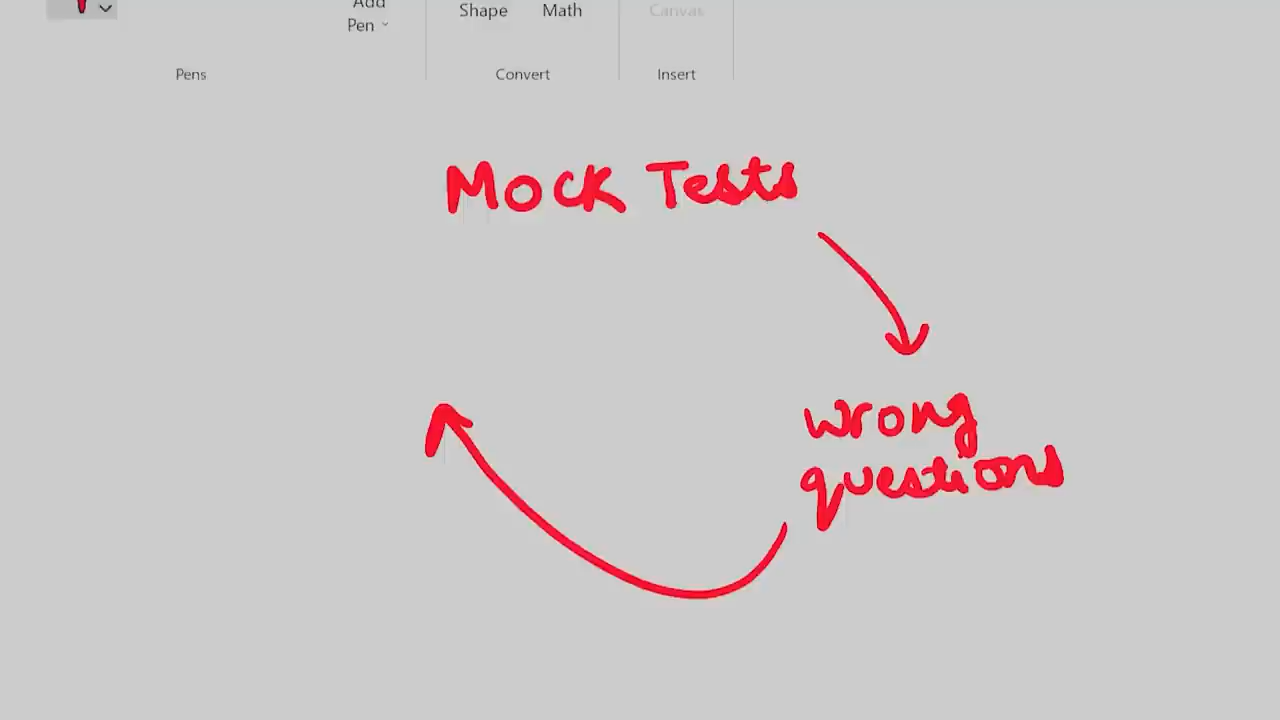 Add
Pen
Shape
Math
Canvas
Pens
Convert
Insert
Mock Tests
wrong
questions